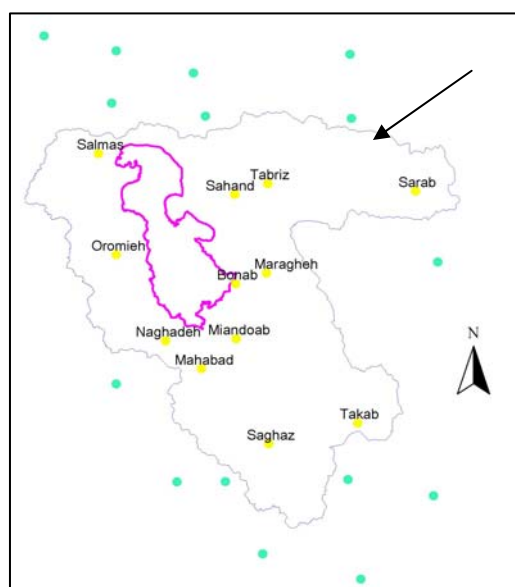 Salmas
Tabriz
Sahand
Sarab
Oromieh
Maragheh
Bonab
Naghadeh
Miandoab
N
Mahabad
Takab
Saghaz